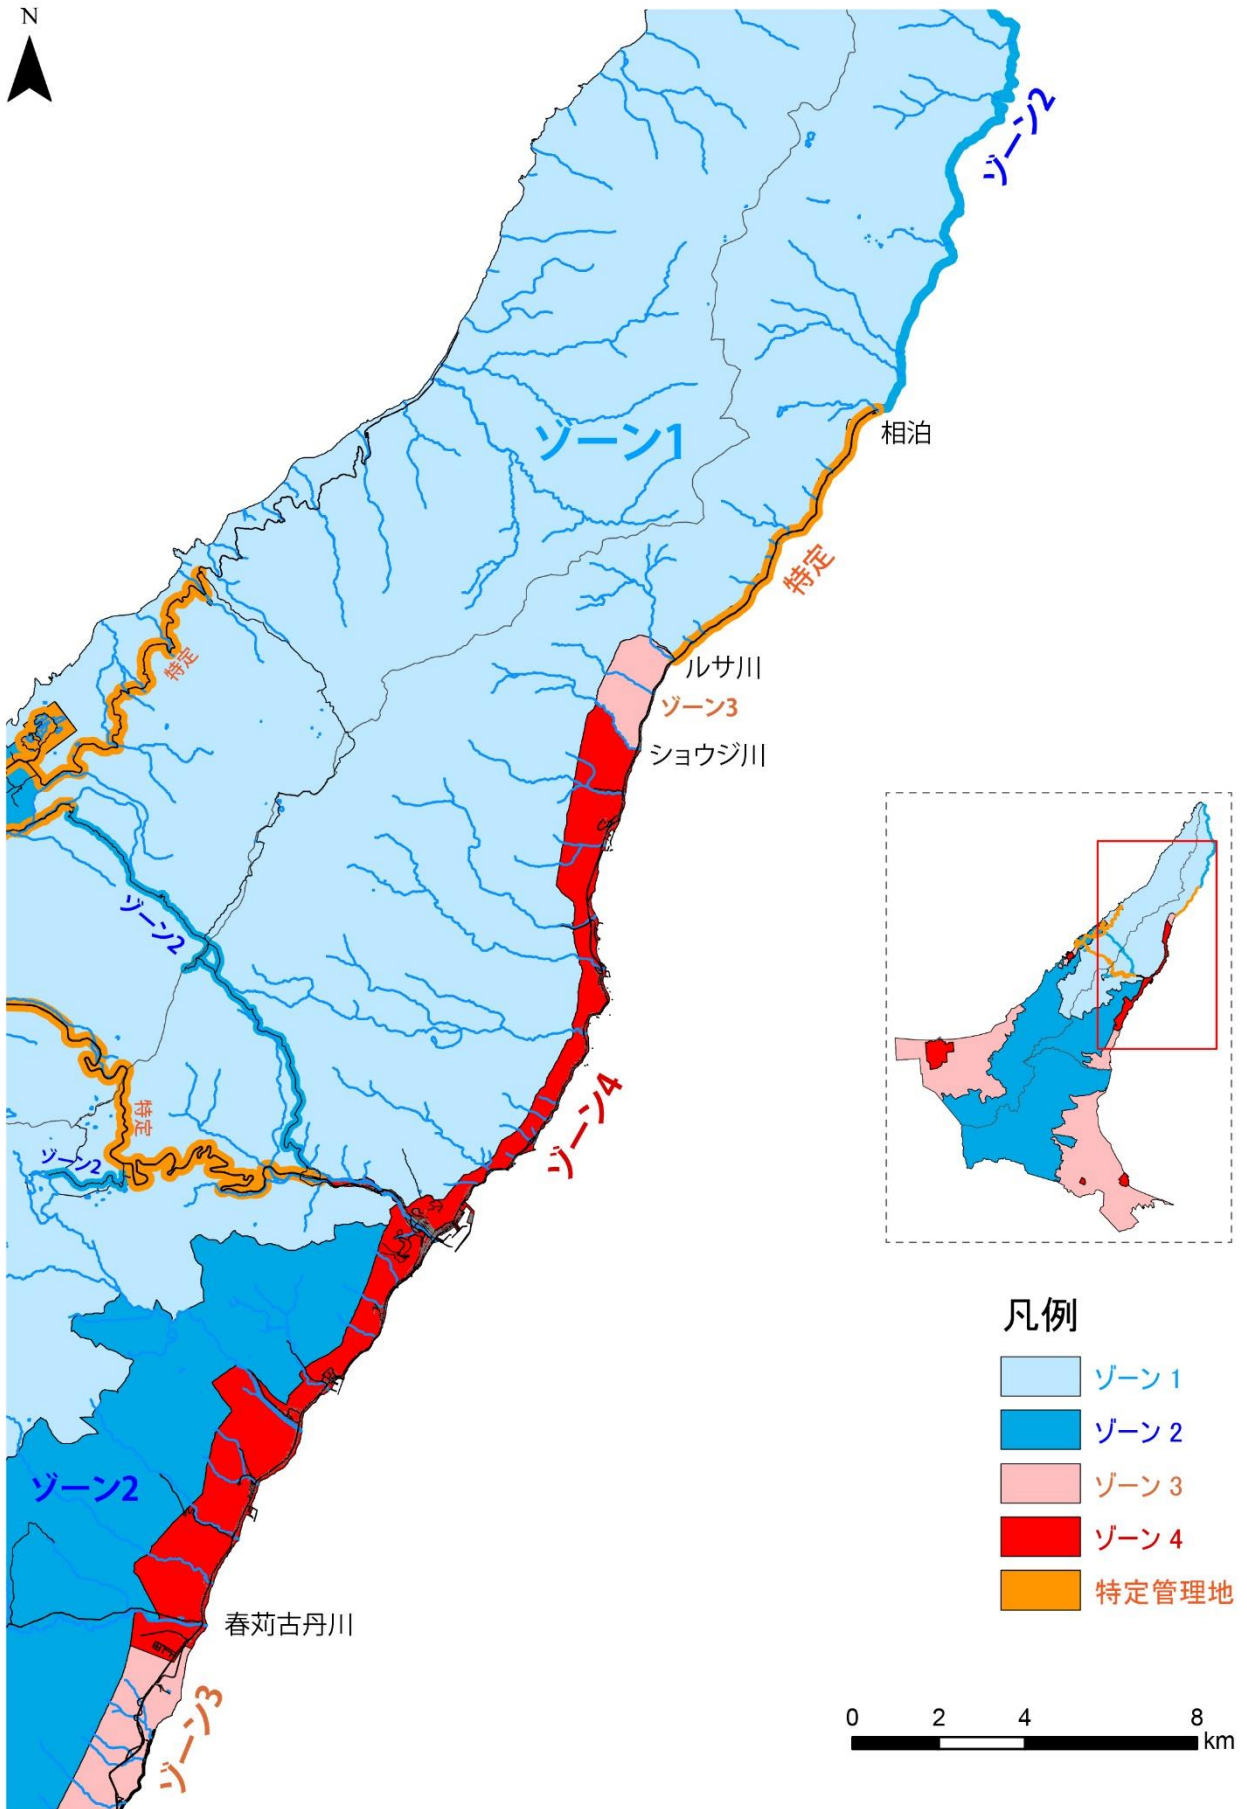 N
ゾーン2
ゾーン1
相泊
特定
特定
ルサ川
ゾーン3
ショウジ川
ゾーン2
特定
ゾーン2
ゾーン4
ゾーン2
春苅古丹川
ゾーン3
凡例
ゾーン 1
ゾーン 2
ゾーン 3
ゾーン 4
特定管理地
0 2 4 8
km